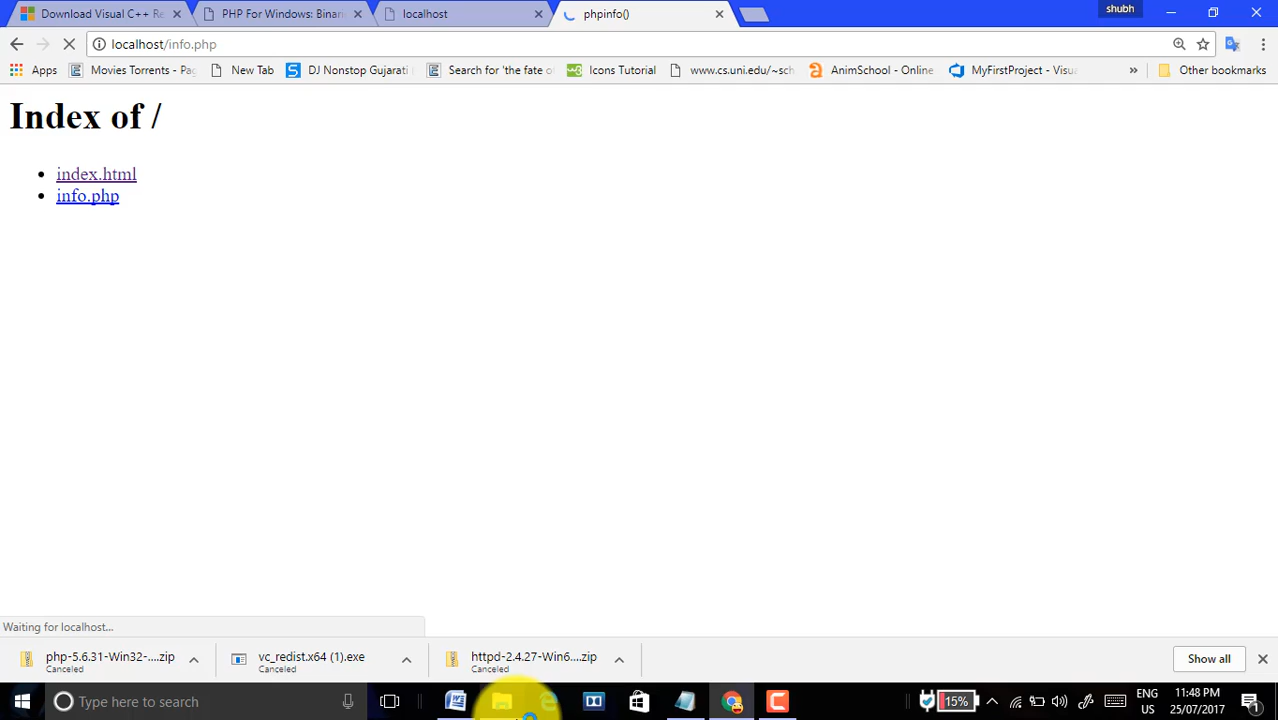 Download Visual C++ Re
PHP For Windows: Binari
localhost
phpinfo()
shubh
localhost/info.php
Apps
Movies Torrents - Pag
New Tab
DJ Nonstop Gujarati
Search for 'the fate o
Icons Tutorial
www.cs.uni.edu/~sch
AnimSchool - Online
MyFirstProject - Visua
Other bookmarks
Index of /
index.html
info.php
Waiting for localhost...
php-5.6.31-Win32-....zip
Canceled
vc_redist.x64 (1).exe
Canceled
httpd-2.4.27-Win6....zip
Canceled
Show all
Type here to search
15%
ENG
US
11:48 PM
25/07/2017